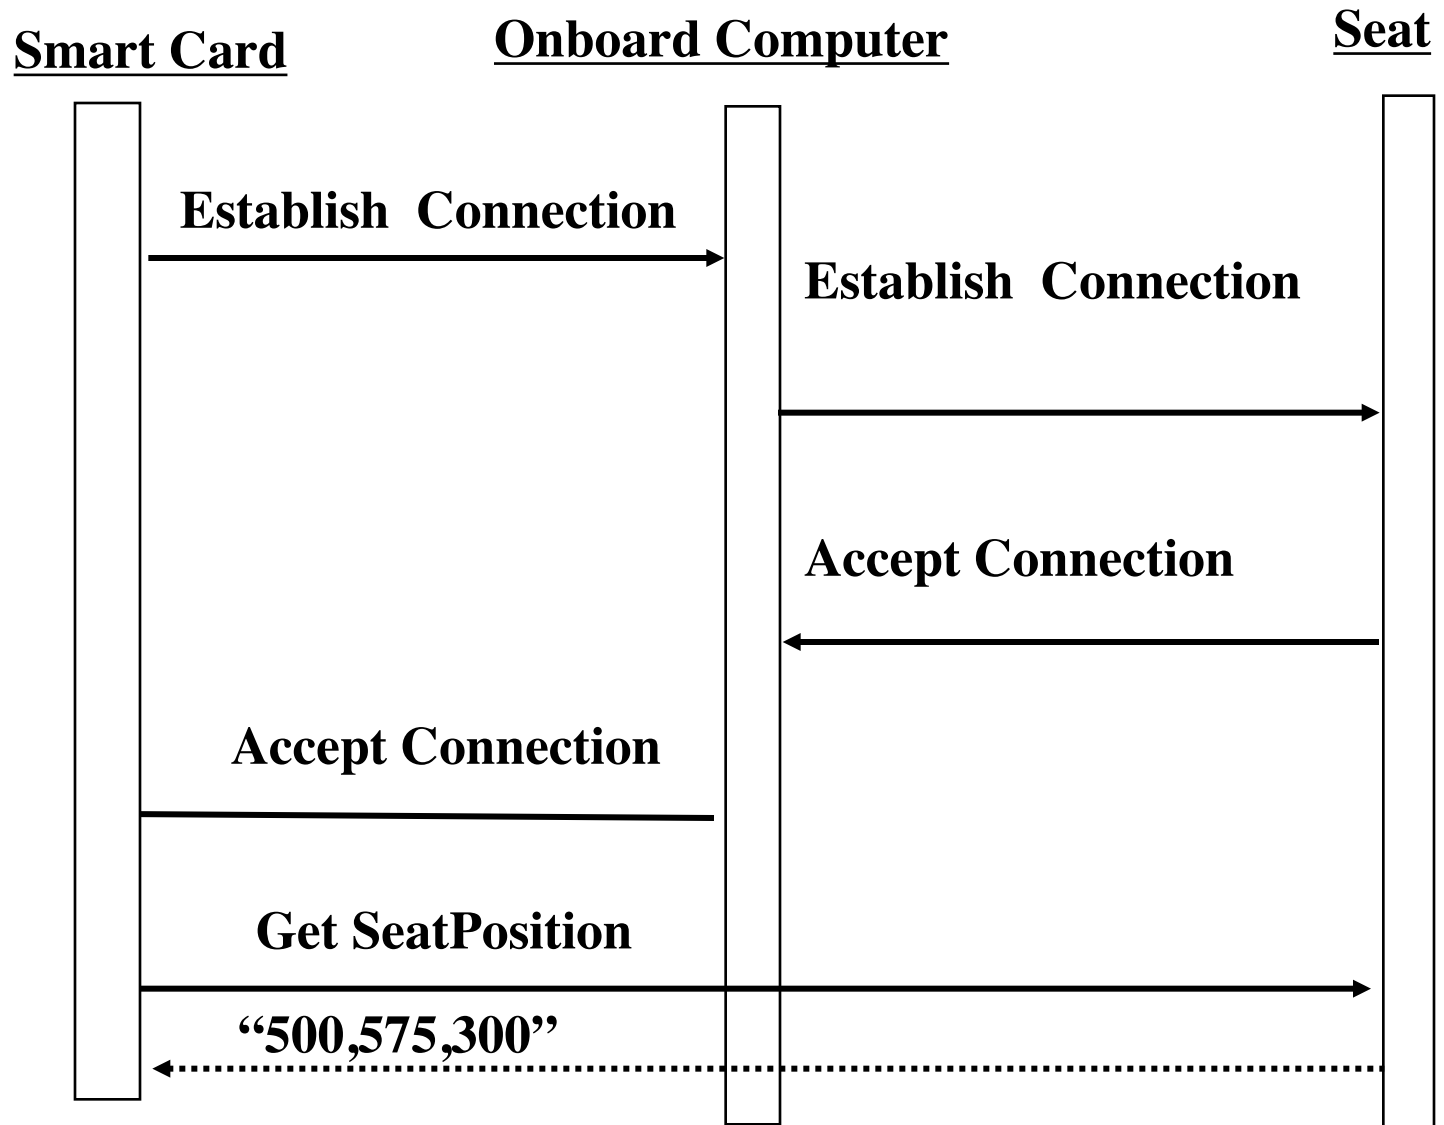 Smart Card
Onboard Computer
Seat
Establish Connection
Establish Connection
Accept Connection
Accept Connection
Get SeatPosition
“500,575,300”